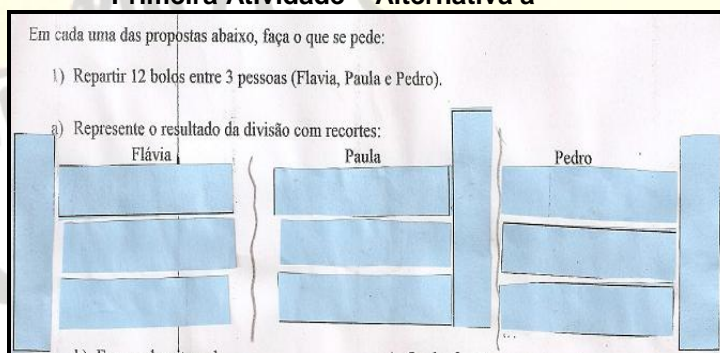 Primeira Atividade – Alternativa a
Em cada uma das propostas abaixo, faça o que se pede:
1) Repartir 12 bolos entre 3 pessoas (Flavia, Paula e Pedro).
a) Represente o resultado da divisão com recortes:
Flávia Paula Pedro